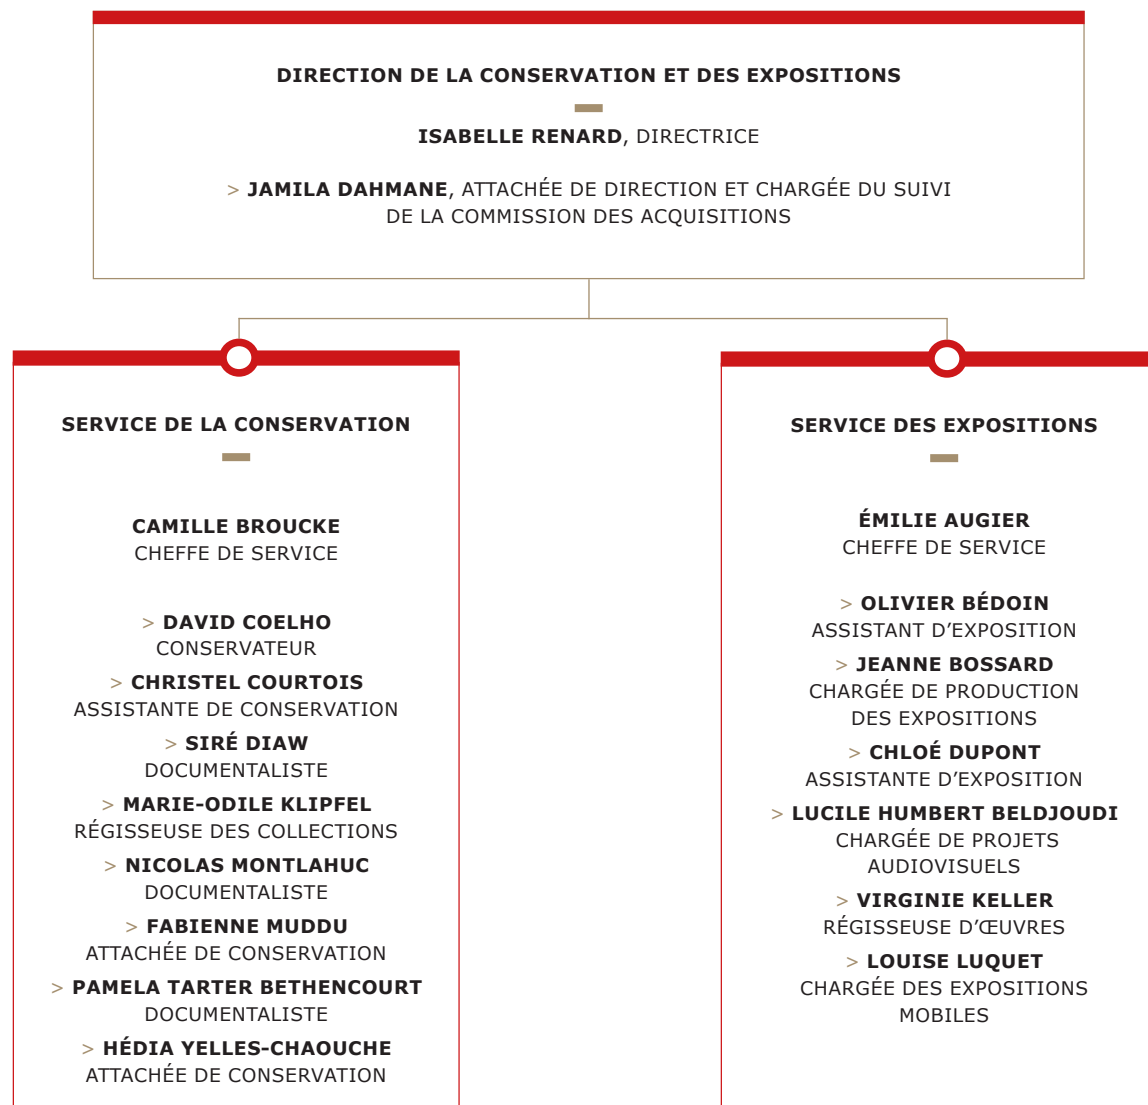 DIRECTION DE LA CONSERVATION ET DES EXPOSITIONS
ISABELLE RENARD, DIRECTRICE
> JAMILA DAHMANE, ATTACHÉE DE DIRECTION ET CHARGÉE DU SUIVI
DE LA COMMISSION DES ACQUISITIONS
SERVICE DE LA CONSERVATION
CAMILLE BROUCKE
CHEFFE DE SERVICE
> DAVID COELHO
CONSERVATEUR
> CHRISTEL COURTOIS
ASSISTANTE DE CONSERVATION
> SIRÉ DIAW
DOCUMENTALISTE
> MARIE-ODILE KLIPFEL
RÉGISSEUSE DES COLLECTIONS
> NICOLAS MONTLAHUC
DOCUMENTALISTE
> FABIENNE MUDDU
ATTACHÉE DE CONSERVATION
> PAMELA TARTER BETHENCOURT
DOCUMENTALISTE
> HÉDIA YELLES-CHAOUCHE
ATTACHÉE DE CONSERVATION
SERVICE DES EXPOSITIONS
ÉMILIE AUGIER
CHEFFE DE SERVICE
> OLIVIER BÉDOIN
ASSISTANT D'EXPOSITION
> JEANNE BOSSARD
CHARGÉE DE PRODUCTION
DES EXPOSITIONS
> CHLOÉ DUPONT
ASSISTANTE D'EXPOSITION
> LUCILE HUMBERT BELDJOUDI
CHARGÉE DE PROJETS
AUDIOVISUELS
> VIRGINIE KELLER
RÉGISSEUSE D'ŒUVRES
> LOUISE LUQUET
CHARGÉE DES EXPOSITIONS
MOBILES